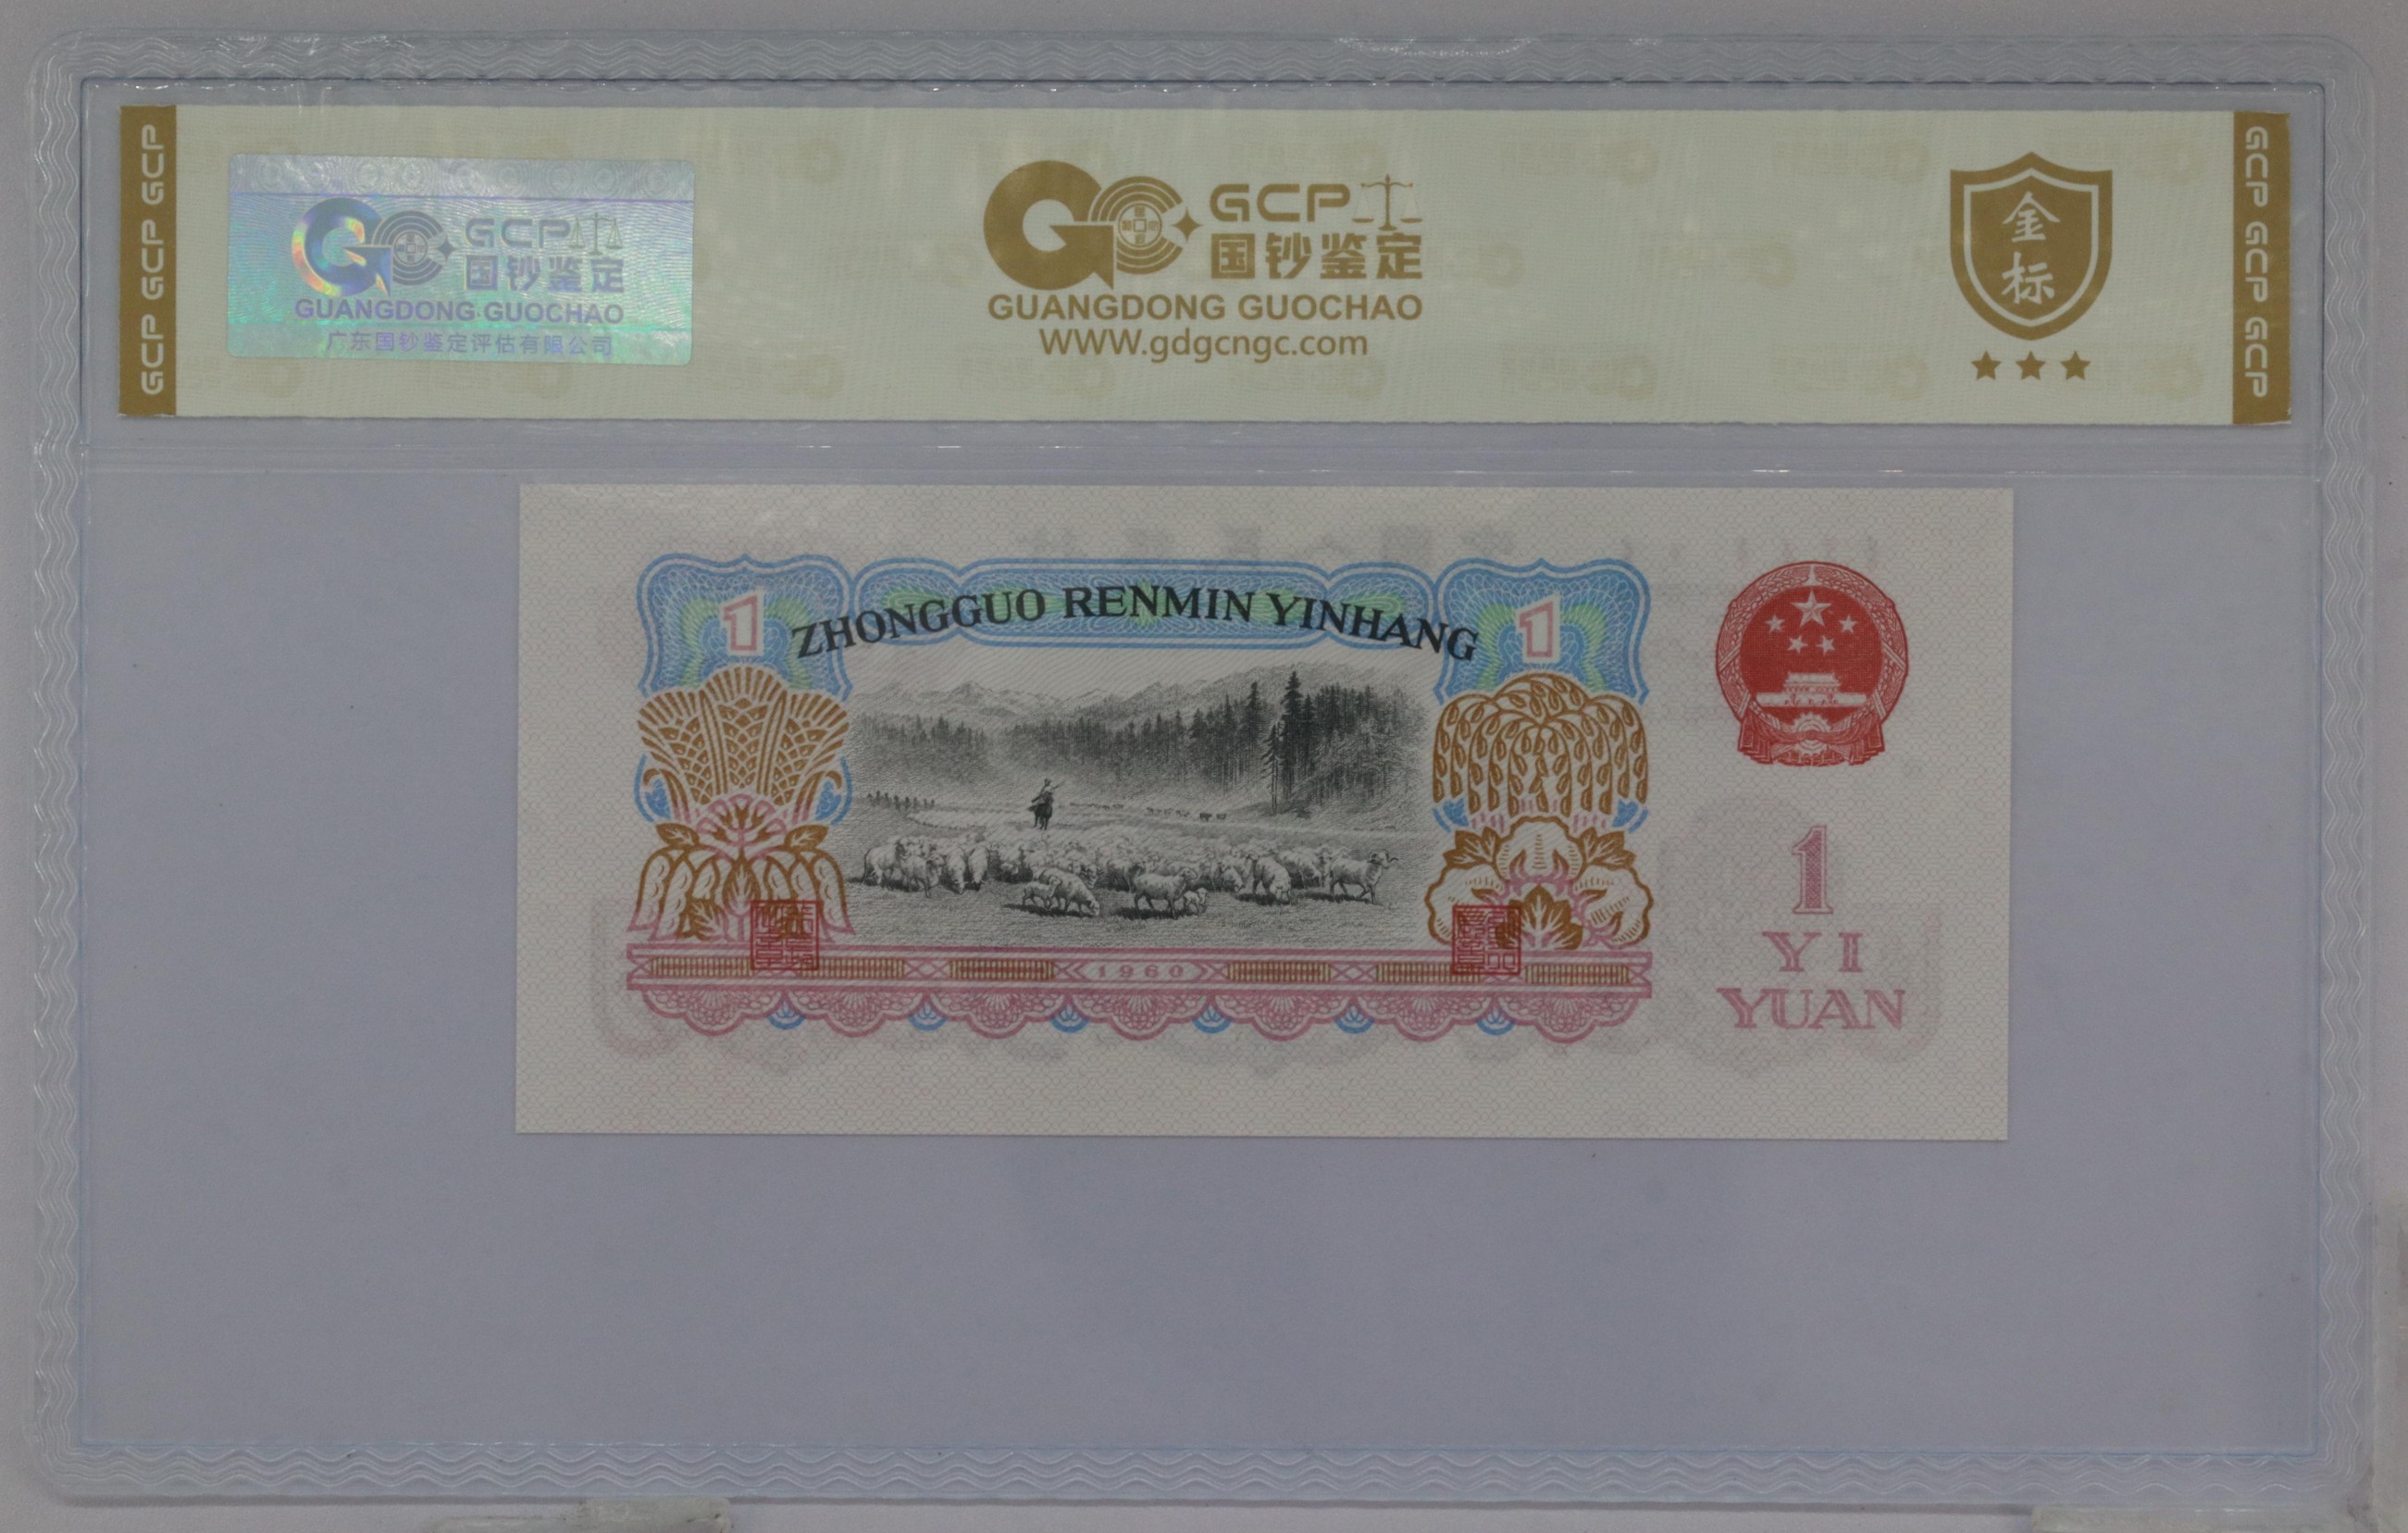 GCP GCP GCP
GCP
国钞鉴定
GUANGDONG GUOCHAO
广东国钞鉴定评估有限公司
GCP
国钞鉴定
GUANGDONG GUOCHAO
WWW.gdgcngc.com
金
标
GCP GCP GCP
1
ZHONGGUO RENMIN YINHANG
1
1960
1
YI
YUAN